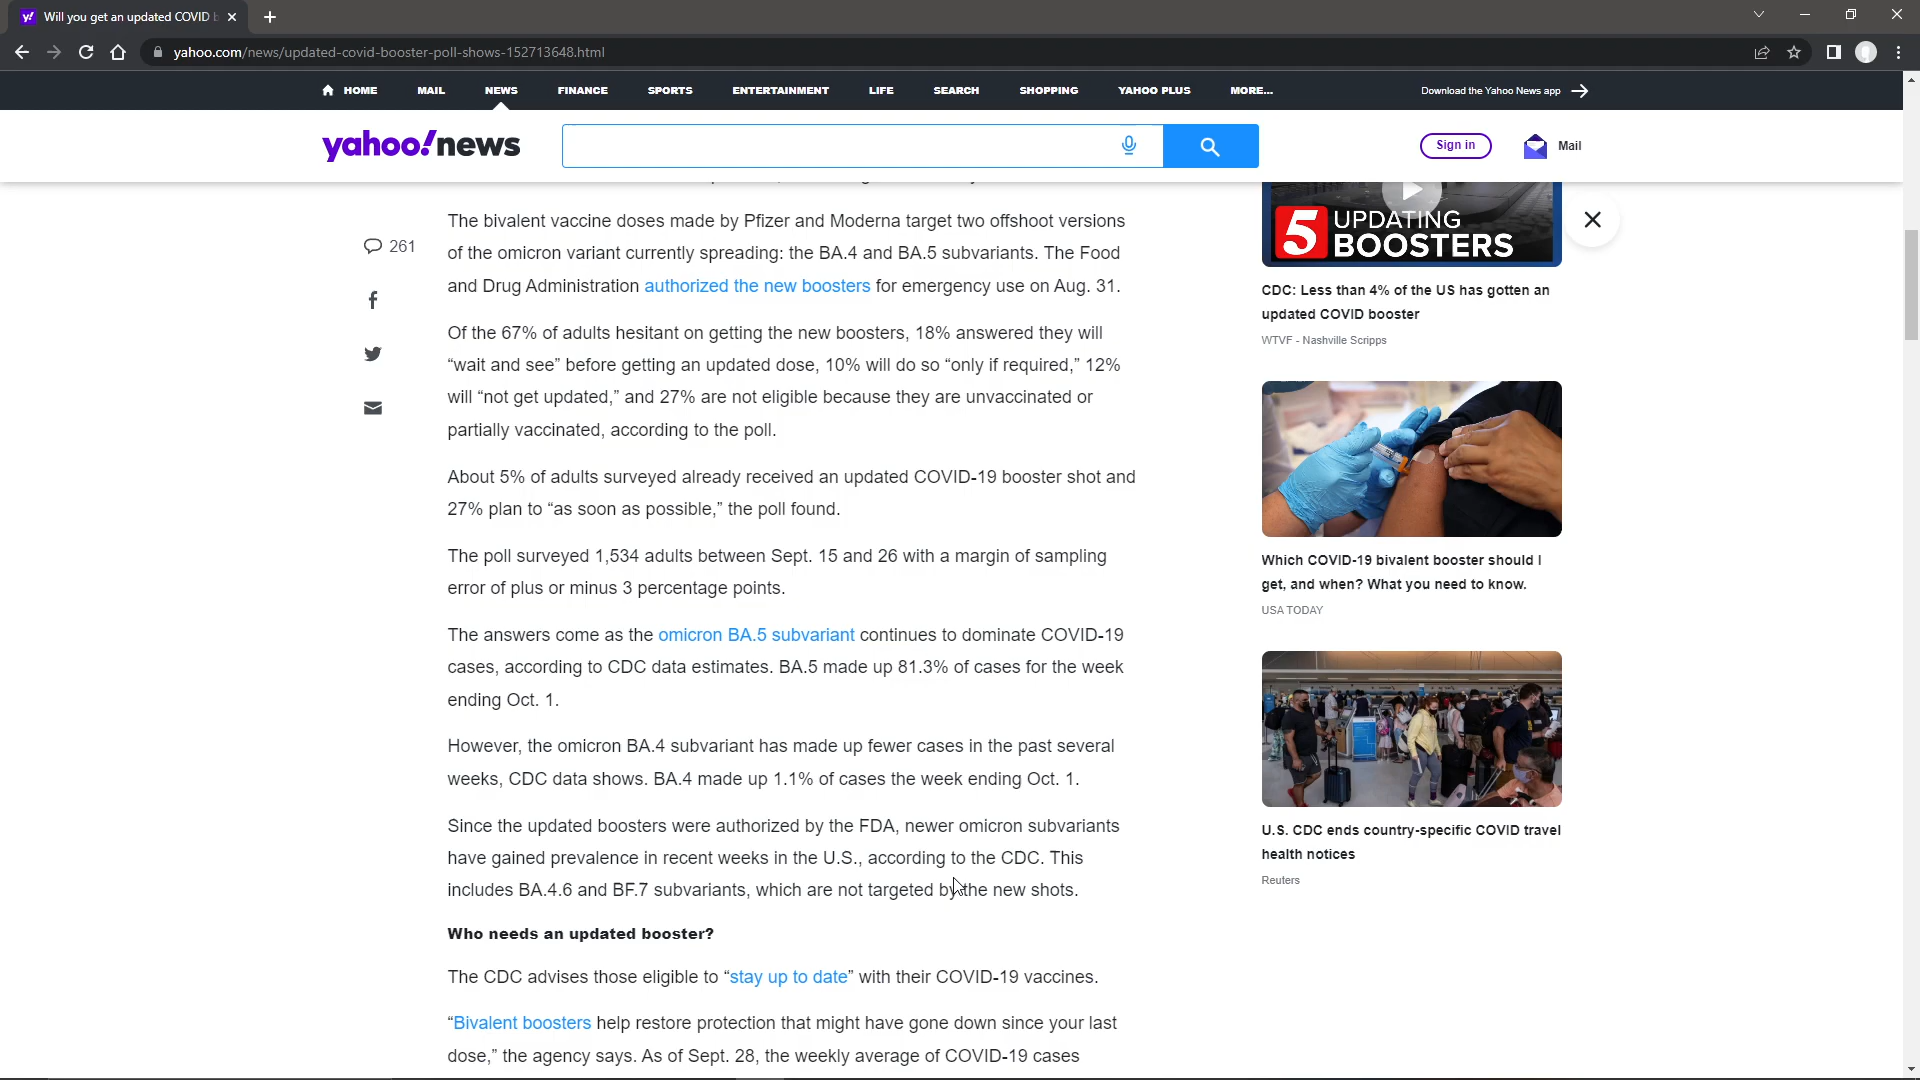 Will you get an updated COVID b
yahoo.com/news/updated-covid-booster-poll-shows-152713648.html
HOME MAIL NEWS FINANCE SPORTS ENTERTAINMENT LIFE SEARCH SHOPPING YAHOO PLUS MORE... Download the Yahoo News app
yahoo!news
Sign in
Mail
261
The bivalent vaccine doses made by Pfizer and Moderna target two offshoot versions
of the omicron variant currently spreading: the BA.4 and BA.5 subvariants. The Food
and Drug Administration authorized the new boosters for emergency use on Aug. 31.
Of the 67% of adults hesitant on getting the new boosters, 18% answered they will
“wait and see” before getting an updated dose, 10% will do so “only if required,” 12%
will “not get updated,” and 27% are not eligible because they are unvaccinated or
partially vaccinated, according to the poll.
About 5% of adults surveyed already received an updated COVID-19 booster shot and
27% plan to “as soon as possible,” the poll found.
The poll surveyed 1,534 adults between Sept. 15 and 26 with a margin of sampling
error of plus or minus 3 percentage points.
The answers come as the omicron BA.5 subvariant continues to dominate COVID-19
cases, according to CDC data estimates. BA.5 made up 81.3% of cases for the week
ending Oct. 1.
However, the omicron BA.4 subvariant has made up fewer cases in the past several
weeks, CDC data shows. BA.4 made up 1.1% of cases the week ending Oct. 1.
Since the updated boosters were authorized by the FDA, newer omicron subvariants
have gained prevalence in recent weeks in the U.S., according to the CDC. This
includes BA.4.6 and BF.7 subvariants, which are not targeted by the new shots.
Who needs an updated booster?
The CDC advises those eligible to “stay up to date” with their COVID-19 vaccines.
“Bivalent boosters help restore protection that might have gone down since your last
dose,” the agency says. As of Sept. 28, the weekly average of COVID-19 cases
5 UPDATING
BOOSTERS
CDC: Less than 4% of the US has gotten an
updated COVID booster
WTVF - Nashville Scripps
Which COVID-19 bivalent booster should I
get, and when? What you need to know.
USA TODAY
U.S. CDC ends country-specific COVID travel
health notices
Reuters